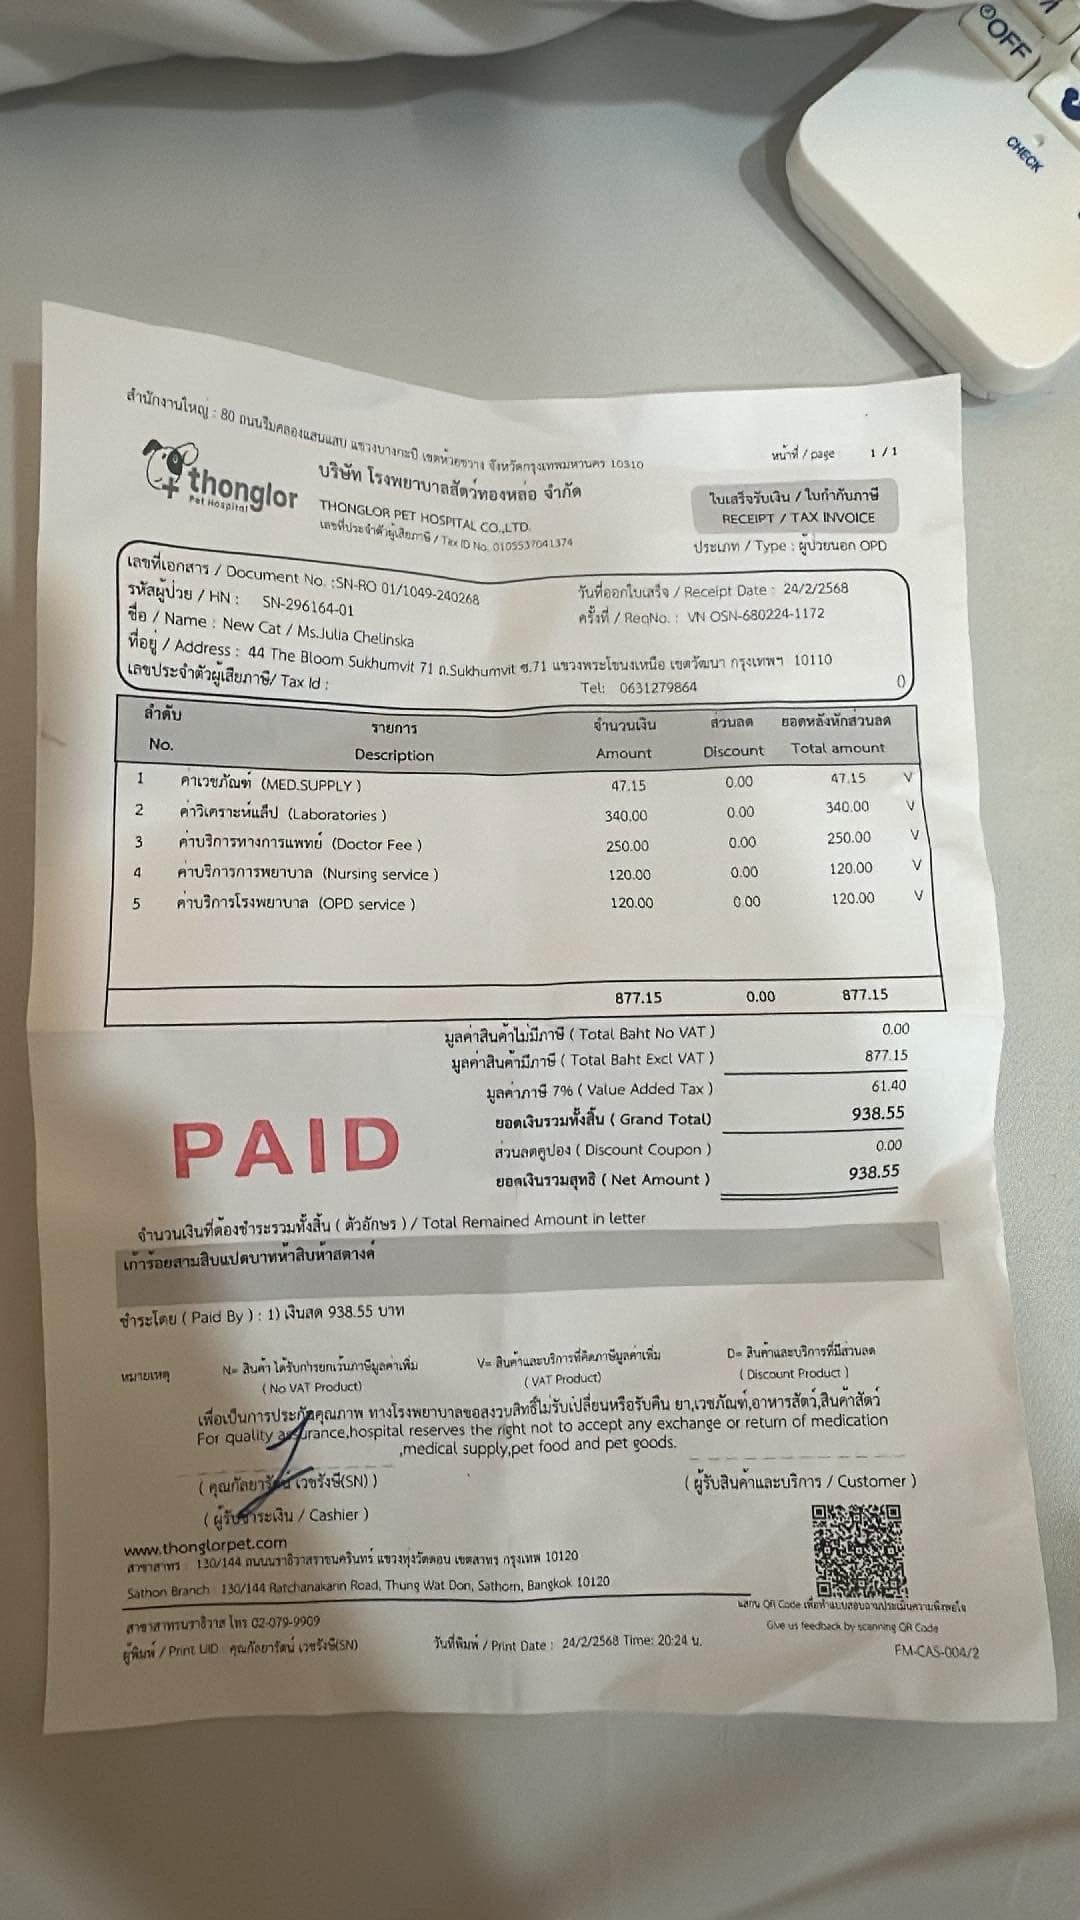 OFF
CHECK
สำนักงานใหญ่ : 80 ถนนริมคลองแสนแสบ แขวงบางกะปิ เขตห้วยขวาง จังหวัดกรุงเทพมหานคร 10310
thonglor
Pet Hospital
บริษัท โรงพยาบาลสัตว์ทองหล่อ จำกัด
THONGLOR PET HOSPITAL CO.,LTD.
เลขที่ประจำตัวผู้เสียภาษี / Tax ID No. 0105537041374
หน้าที่ / page 1 / 1
ใบเสร็จรับเงิน / ใบกำกับภาษี
RECEIPT / TAX INVOICE
ประเภท / Type : ผู้ป่วยนอก OPD
เลขที่เอกสาร / Document No. :SN-RO 01/1049-240268
วันที่ออกใบเสร็จ / Receipt Date : 24/2/2568
รหัสผู้ป่วย / HN : SN-296164-01
ครั้งที่ / ReqNo. : VN OSN-680224-1172
ชื่อ / Name : New Cat / Ms.Julia Chelinska
ที่อยู่ / Address : 44 The Bloom Sukhumvit 71 ถ.Sukhumvit ซ.71 แขวงพระโขนงเหนือ เขตวัฒนา กรุงเทพฯ 10110
เลขประจำตัวผู้เสียภาษี/ Tax Id :
Tel: 0631279864 ()
ลำดับ รายการ จำนวนเงิน ส่วนลด ยอดหลังหักส่วนลด
No. Description Amount Discount Total amount
1 ค่าเวชภัณฑ์ (MED.SUPPLY ) 47.15 0.00 47.15 V
2 ค่าวิเคราะห์แล็ป (Laboratories ) 340.00 0.00 340.00 V
3 ค่าบริการทางการแพทย์ (Doctor Fee ) 250.00 0.00 250.00 V
4 ค่าบริการการพยาบาล (Nursing service ) 120.00 0.00 120.00 V
5 ค่าบริการโรงพยาบาล (OPD service ) 120.00 0.00 120.00 V
877.15 0.00 877.15
มูลค่าสินค้าไม่มีภาษี ( Total Baht No VAT ) 0.00
มูลค่าสินค้ามีภาษี ( Total Baht Excl VAT ) 877.15
มูลค่าภาษี 7% ( Value Added Tax ) 61.40
ยอดเงินรวมทั้งสิ้น ( Grand Total) 938.55
ส่วนลดคูปอง ( Discount Coupon ) 0.00
ยอดเงินรวมสุทธิ ( Net Amount ) 938.55
PAID
จำนวนเงินที่ต้องชำระรวมทั้งสิ้น ( ตัวอักษร ) / Total Remained Amount in letter
เก้าร้อยสามสิบแปดบาทห้าสิบห้าสตางค์
ชำระโดย ( Paid By ) : 1) เงินสด 938.55 บาท
หมายเหตุ N= สินค้า ได้รับการยกเว้นภาษีมูลค่าเพิ่ม V= สินค้าและบริการที่คิดภาษีมูลค่าเพิ่ม D= สินค้าและบริการที่มีส่วนลด
( No VAT Product) ( VAT Product) ( Discount Product )
เพื่อเป็นการประกันคุณภาพ ทางโรงพยาบาลขอสงวนสิทธิ์ไม่รับเปลี่ยนหรือรับคืน ยา,เวชภัณฑ์,อาหารสัตว์,สินค้าสัตว์
For quality assurance,hospital reserves the right not to accept any exchange or return of medication
,medical supply,pet food and pet goods.
( คุณกัลยารัตน์ เวชรังษี(SN) )
( ผู้รับสินค้าและบริการ / Customer )
( ผู้รับชำระเงิน / Cashier )
www.thonglorpet.com
สาขาสาทร : 130/144 ถนนนราธิวาสราชนครินทร์ แขวงทุ่งวัดดอน เขตสาทร กรุงเทพ 10120
Sathon Branch : 130/144 Ratchanakarin Road, Thung Wat Don, Sathorn, Bangkok 10120
สแกน QR Code เพื่อทำแบบสอบถามประเมินความพึงพอใจ
สาขาสาทรนราธิวาส โทร 02-079-9909
Give us feedback by scanning QR Code
ผู้พิมพ์ / Print UID : คุณกัลยารัตน์ เวชรังษี(SN)
วันที่พิมพ์ / Print Date : 24/2/2568 Time: 20:24 น.
FM-CAS-004/2